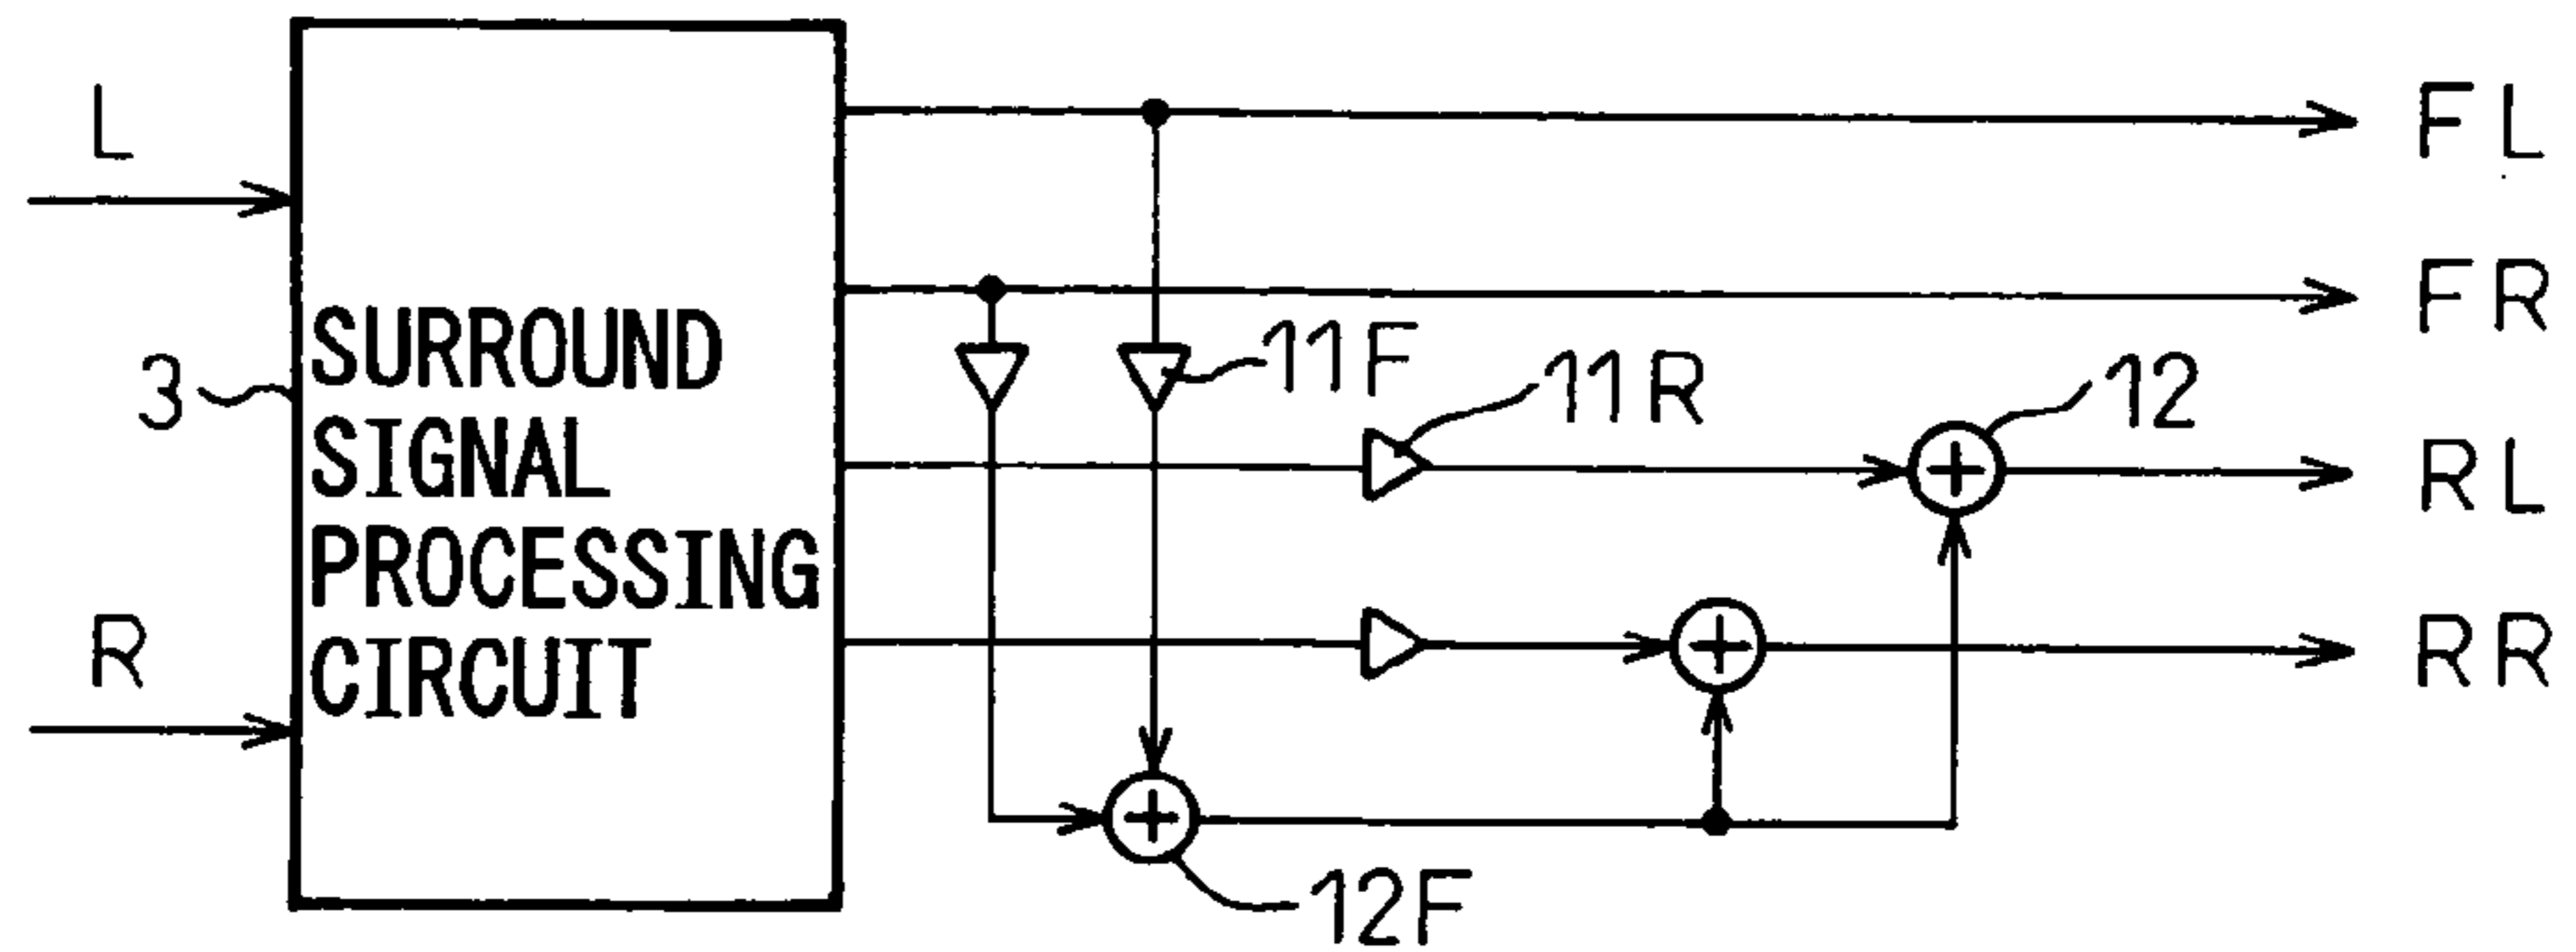 L
R
3
SURROUND
SIGNAL
PROCESSING
CIRCUIT
11F
11R
12
12F
FL
FR
RL
RR